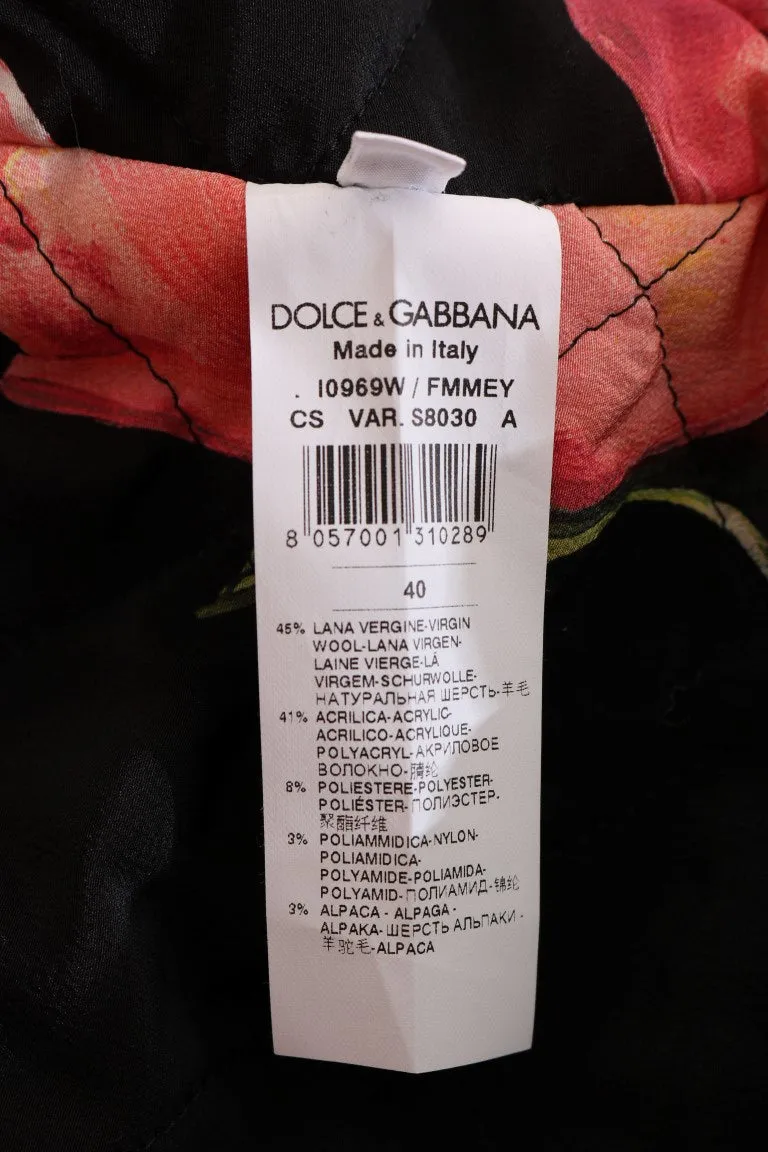 DOLCE & GABBANA
Made in Italy
. I0969W / FMMEY
CS VAR. S8030 A
8 057001 310289
40
45% LANA VERGINE-VIRGIN
WOOL-LANA VIRGEN-
LAINE VIERGE-LÃ
VIRGEM-SCHURWOLLE-
НАТУРАЛЬНАЯ ШЕРСТЬ-羊毛
41% ACRILICA-ACRYLIC-
ACRILICO-ACRYLIQUE-
POLYACRYL-АКРИЛОВОЕ
ВОЛОКНО-腈纶
8% POLIESTERE-POLYESTER-
POLIÉSTER-ПОЛИЭСТЕР-
聚酯纤维
3% POLIAMMIDICA-NYLON-
POLIAMIDICA-
POLYAMIDE-POLIAMIDA-
POLYAMID-ПОЛИАМИД-锦纶
3% ALPACA - ALPAGA -
ALPAKA-ШЕРСТЬ АЛЬПАКИ -
羊驼毛-ALPACA